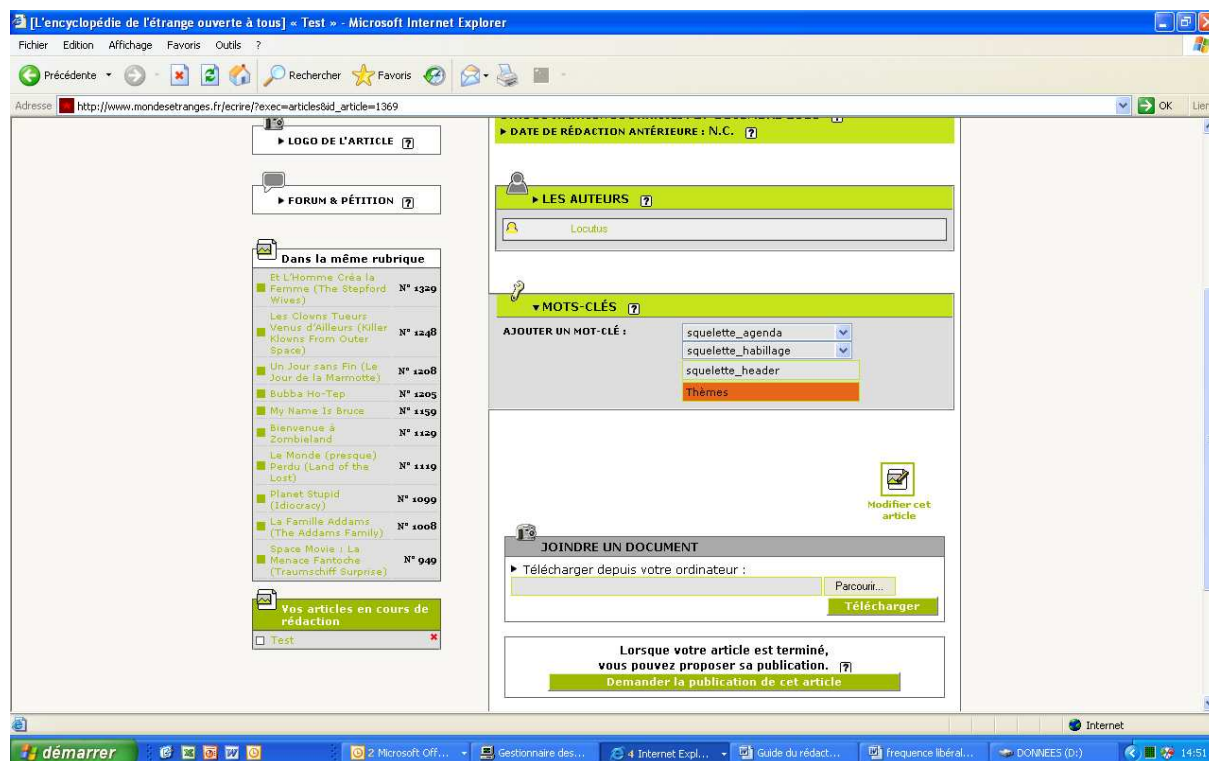 [L'encyclopédie de l'étrange ouverte à tous] « Test » - Microsoft Internet Explorer
Fichier Edition Affichage Favoris Outils ?
Précédente Rechercher Favoris
Adresse http://www.mondesetranges.fr/ecrire/?exec=articles&id_article=1369 OK Lier
LOGO DE L'ARTICLE ?
DATE DE RÉDACTION ANTÉRIEURE : N.C. ?
FORUM & PÉTITION ?
LES AUTEURS ?
Locutus
Dans la même rubrique
Et L'Homme Créa la
Femme (The Stepford N° 1329
Wives)
Les Clowns Tueurs
Venus d'Ailleurs (Killer N° 1248
Klowns From Outer
Space)
Un Jour sans Fin (Le N° 1208
Jour de la Marmotte)
Bubba Ho-Tep N° 1205
My Name Is Bruce N° 1159
Bienvenue à N° 1129
Zombieland
Le Monde (presque)
Perdu (Land of the N° 1119
Lost)
Planet Stupid N° 1099
(Idiocracy)
La Famille Addams N° 1008
(The Addams Family)
Space Movie : La
Menace Fantoche N° 949
(Traumschiff Surprise)
Vos articles en cours de
rédaction
Test
MOTS-CLÉS ?
AJOUTER UN MOT-CLÉ : squelette_agenda
squelette_habillage
squelette_header
Thèmes
Modifier cet
article
JOINDRE UN DOCUMENT
Télécharger depuis votre ordinateur :
Parcourir...
Télécharger
Lorsque votre article est terminé,
vous pouvez proposer sa publication. ?
Demander la publication de cet article
Internet
démarrer 2 Microsoft Off... Gestionnaire des... 4 Internet Expl... Guide du rédact... frequence libéral... DONNEES (D:) 14:51